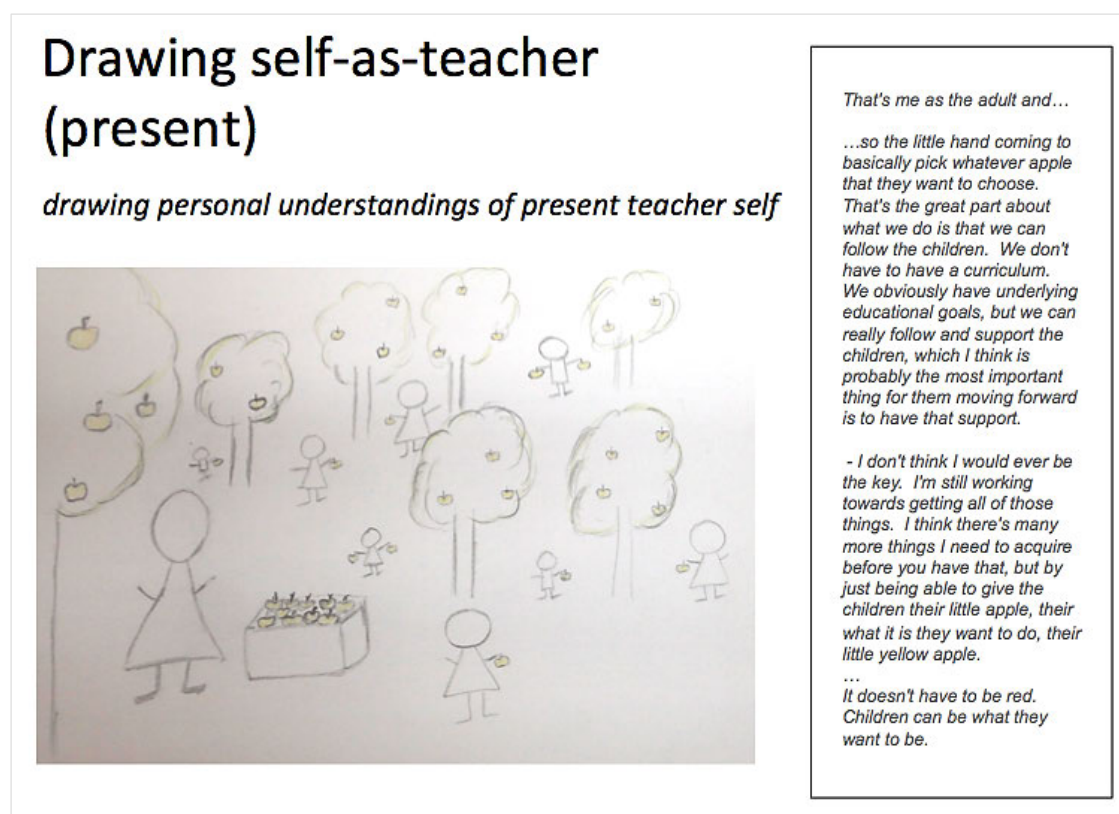 Drawing self-as-teacher
(present)
drawing personal understandings of present teacher self
That's me as the adult and…
…so the little hand coming to
basically pick whatever apple
that they want to choose.
That's the great part about
what we do is that we can
follow the children.  We don't
have to have a curriculum.
We obviously have underlying
educational goals, but we can
really follow and support the
children, which I think is
probably the most important
thing for them moving forward
is to have that support.
- I don't think I would ever be
the key.  I'm still working
towards getting all of those
things.  I think there's many
more things I need to acquire
before you have that, but by
just being able to give the
children their little apple, their
what it is they want to do, their
little yellow apple.
…
It doesn't have to be red.
Children can be what they
want to be.